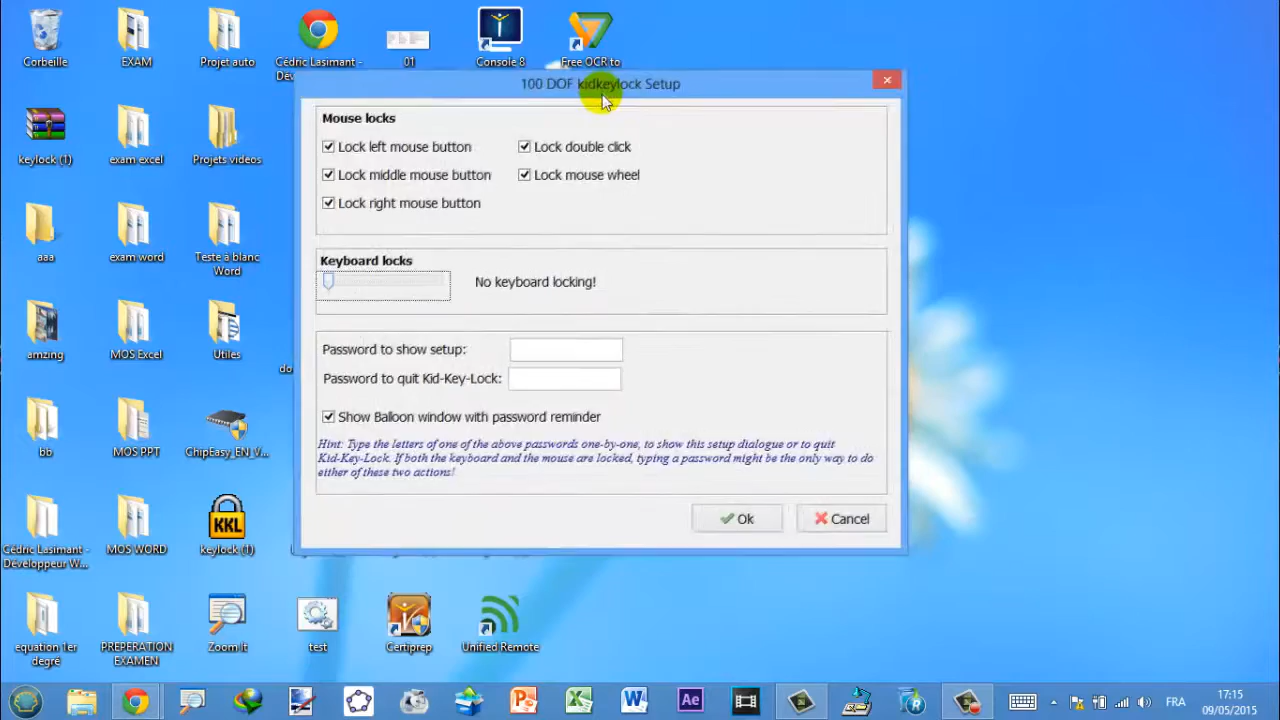 Corbeille
EXAM
Projet auto
Cédric Lasimant -
01
Console 8
Free OCR to
100 DOF kidkeylock Setup
Mouse locks
Lock left mouse button
Lock double click
Lock middle mouse button
Lock mouse wheel
Lock right mouse button
Keyboard locks
No keyboard locking!
Password to show setup:
Password to quit Kid-Key-Lock:
Show Balloon window with password reminder
Hint: Type the letters of one of the above passwords one-by-one, to show this setup dialogue or to quit
Kid-Key-Lock. If both the keyboard and the mouse are locked, typing a password might be the only way to do
either of these two actions!
Ok
Cancel
keylock (1)
exam excel
Projets videos
aaa
exam word
Teste à blanc
Word
amzing
MOS Excel
Utiles
bb
MOS PPT
ChipEasy_EN_V...
KKL
Cédric Lasimant -
Développeur W...
MOS WORD
keylock (1)
equation 1er
degré
PREPERATION
EXAMEN
Zoom It
test
Certiprep
Unified Remote
Ae
FRA
17:15
09/05/2015